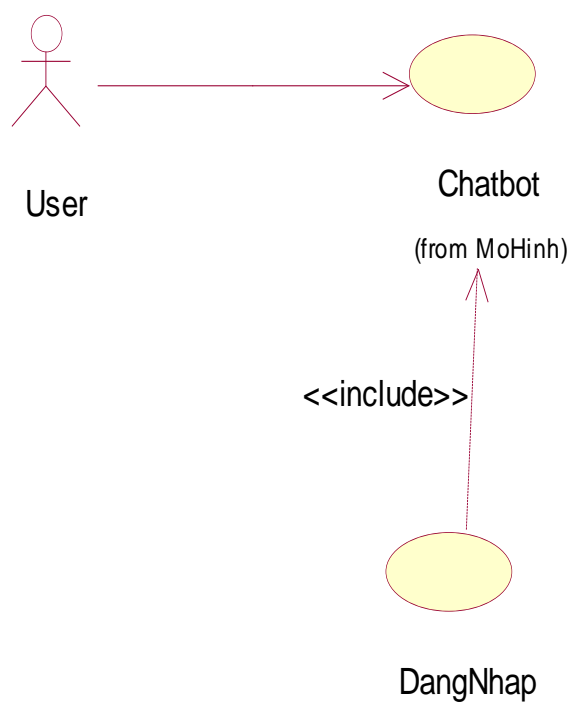 Chatbot
User
(from MoHinh)
<<include>>
DangNhap